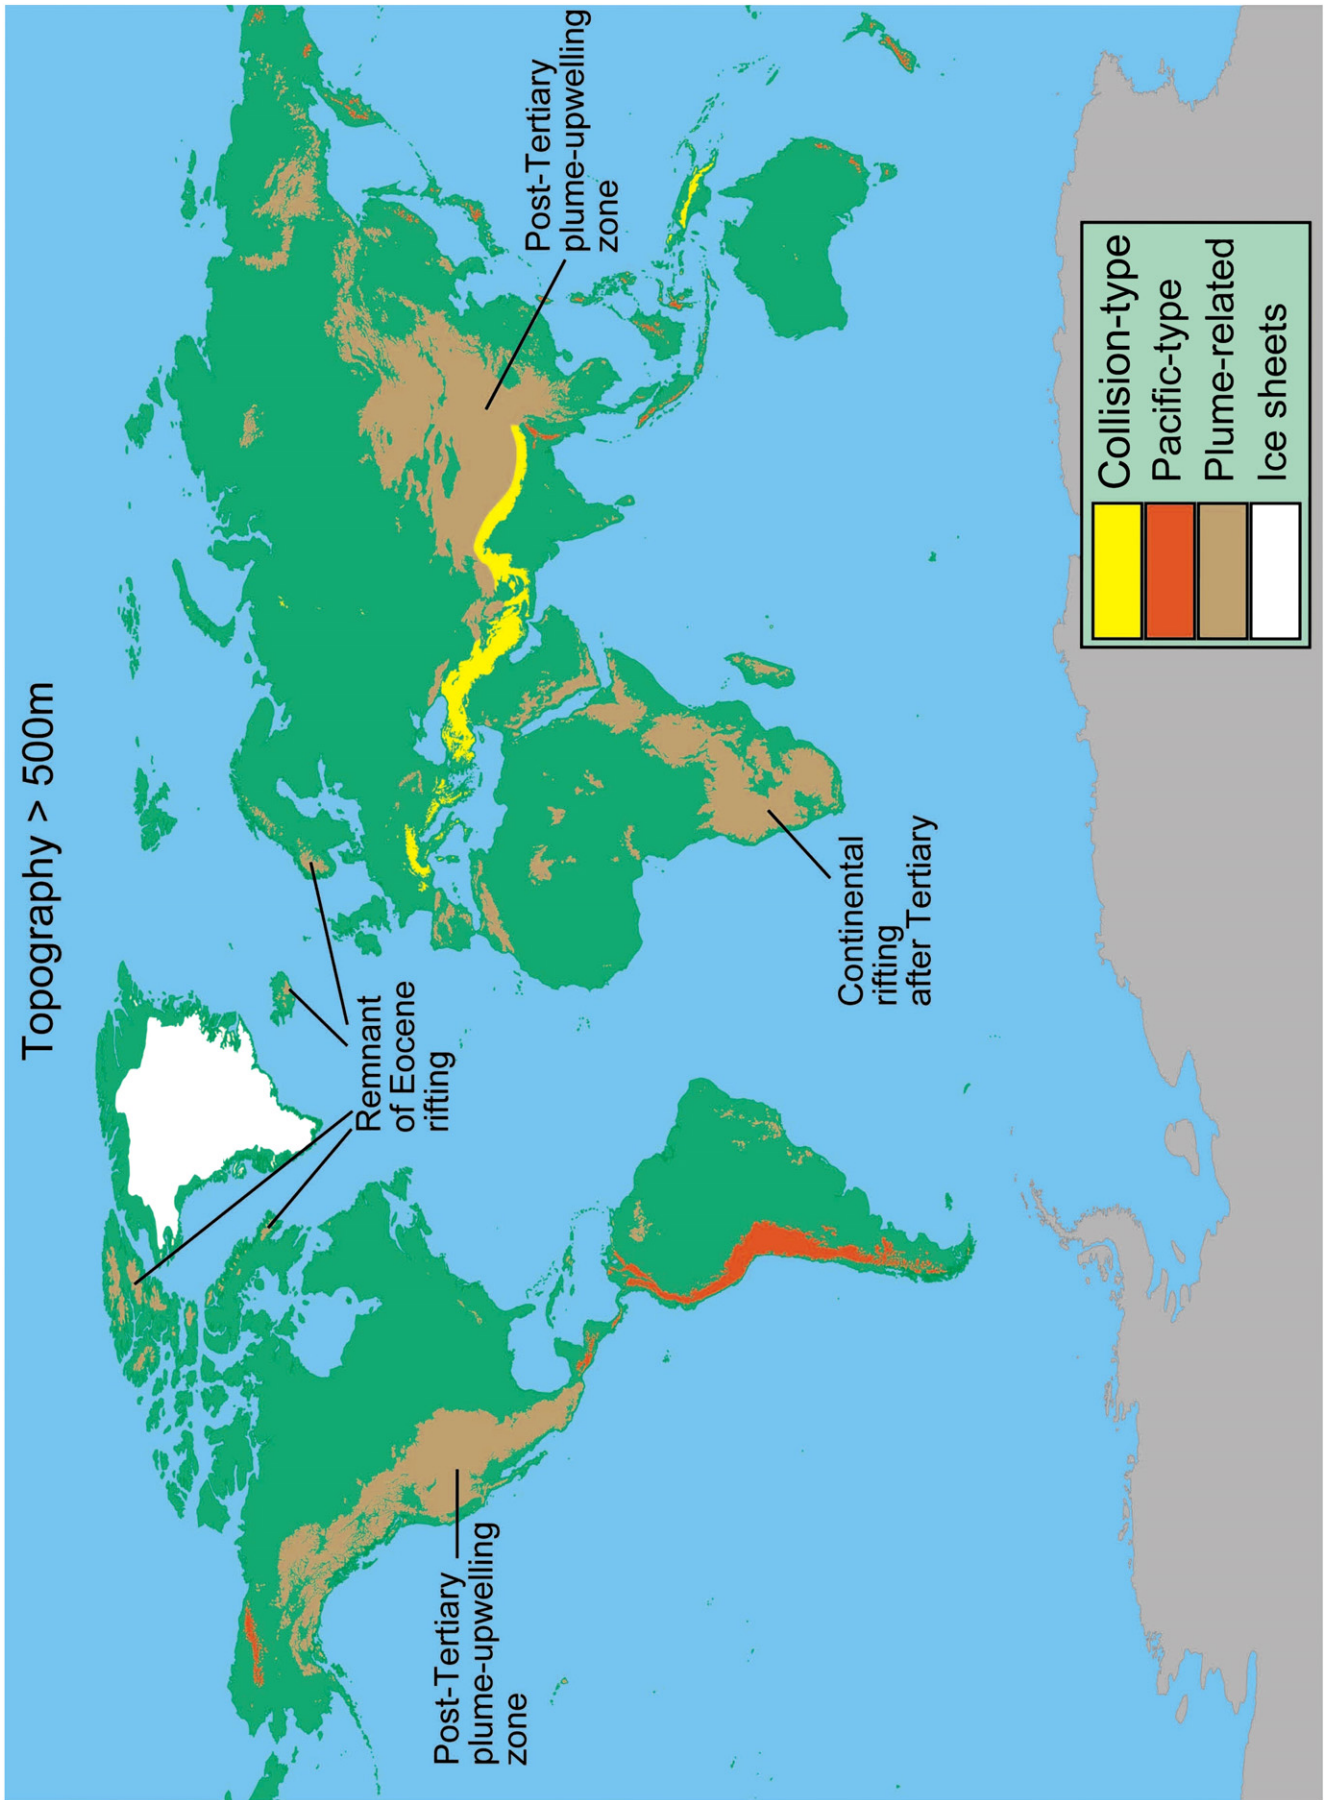 Topography > 500m
Post-Tertiary
plume-upwelling
zone
Remnant
of Eocene
rifting
Post-Tertiary
plume-upwelling
zone
Continental
rifting
after Tertiary
Collision-type
Pacific-type
Plume-related
Ice sheets